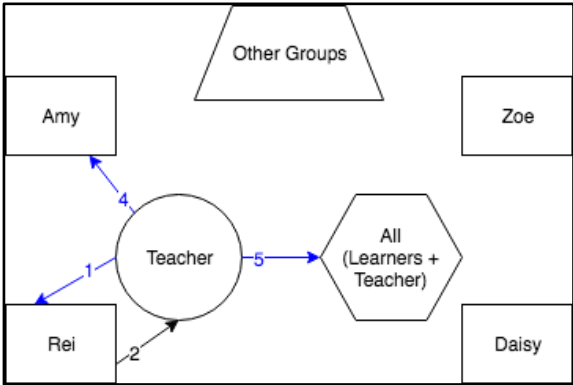 Other Groups
Amy
Zoe
4
Teacher
5
All
(Learners +
Teacher)
1
2
Rei
Daisy